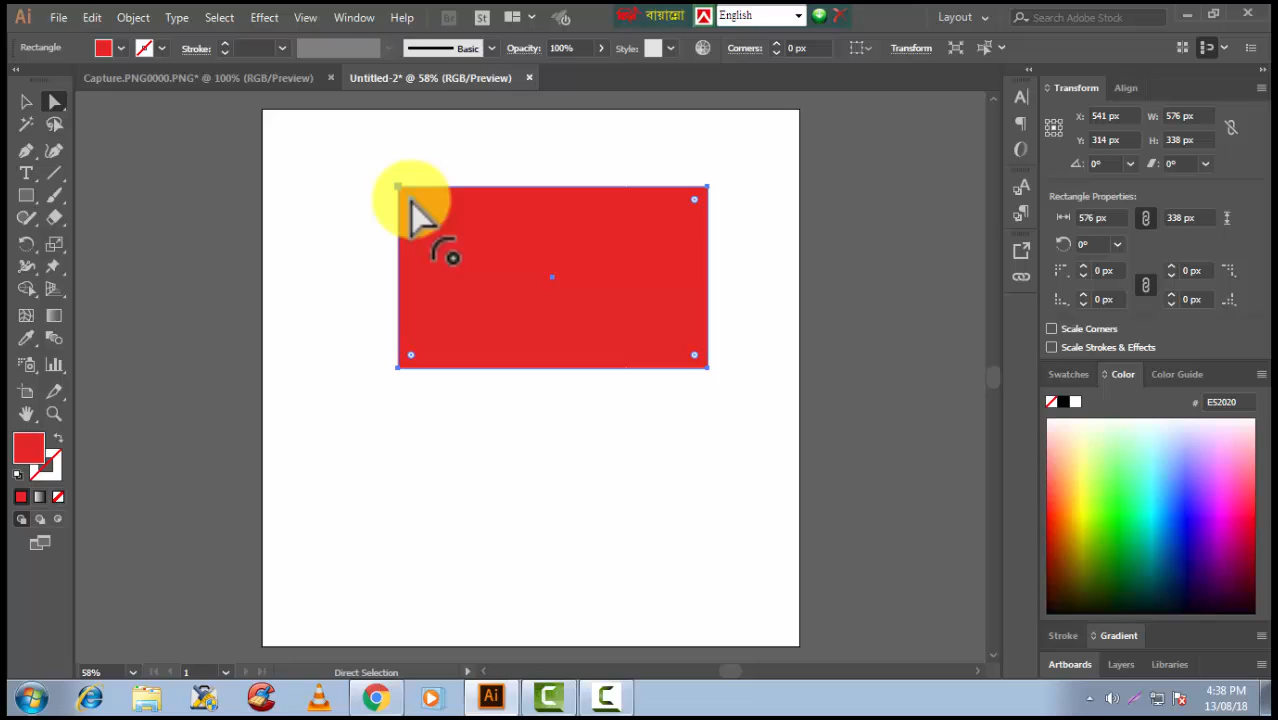 Ai File Edit Object Type Select Effect View Window Help Br St বায়ান্নো English Layout Search Adobe Stock
Rectangle Stroke: Basic Opacity: 100% Style: Corners: 0 px Transform
Capture.PNG0000.PNG* @ 100% (RGB/Preview) × Untitled-2* @ 58% (RGB/Preview) ×
Transform Align
X: 541 px W: 576 px
Y: 314 px H: 338 px
0° 0°
Rectangle Properties:
576 px 338 px
0°
0 px 0 px
0 px 0 px
Scale Corners
Scale Strokes & Effects
Swatches Color Color Guide
# E52020
Stroke Gradient
58% 1 Direct Selection
Artboards Layers Libraries
Ai
4:38 PM
13/08/18